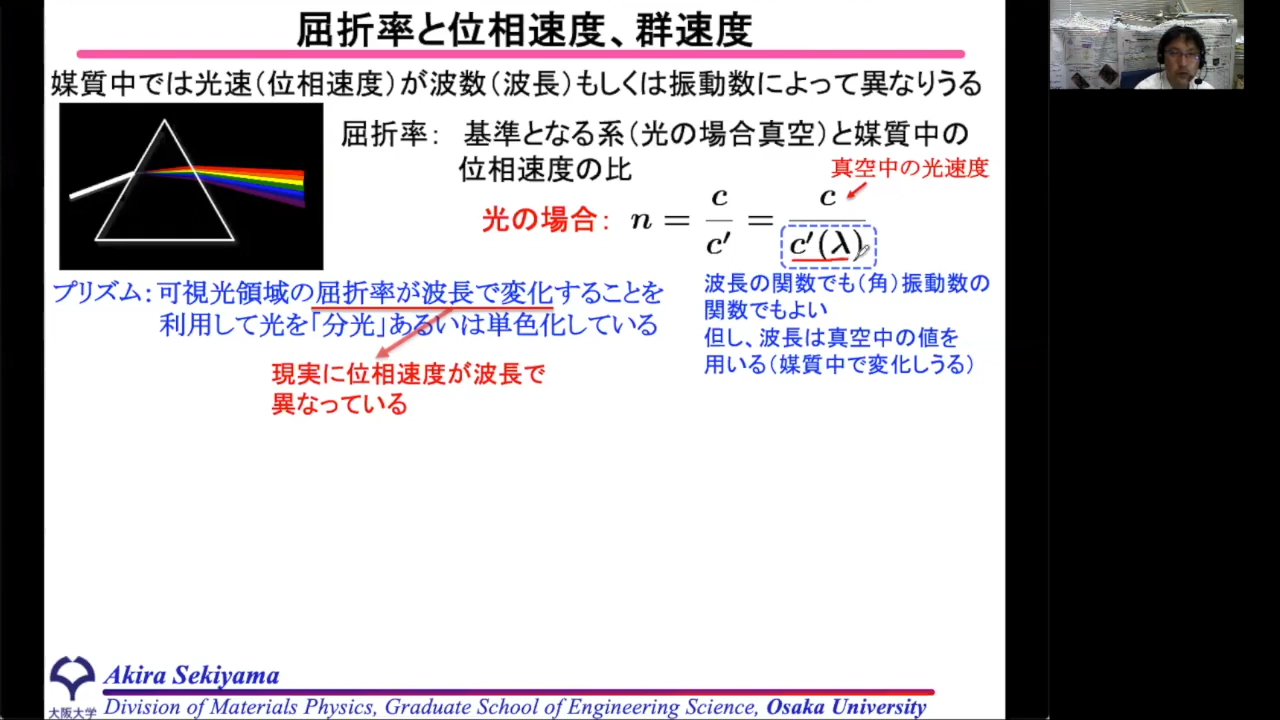 屈折率と位相速度、群速度
媒質中では光速(位相速度)が波数(波長)もしくは振動数によって異なりうる
屈折率: 基準となる系(光の場合真空)と媒質中の
位相速度の比
真空中の光速度
光の場合: n = c/c′ = c/c′(λ)
プリズム:可視光領域の屈折率が波長で変化することを
利用して光を「分光」あるいは単色化している
波長の関数でも(角)振動数の
関数でもよい
但し、波長は真空中の値を
用いる(媒質中で変化しうる)
現実に位相速度が波長で
異なっている
Akira Sekiyama
大阪大学
Division of Materials Physics, Graduate School of Engineering Science, Osaka University